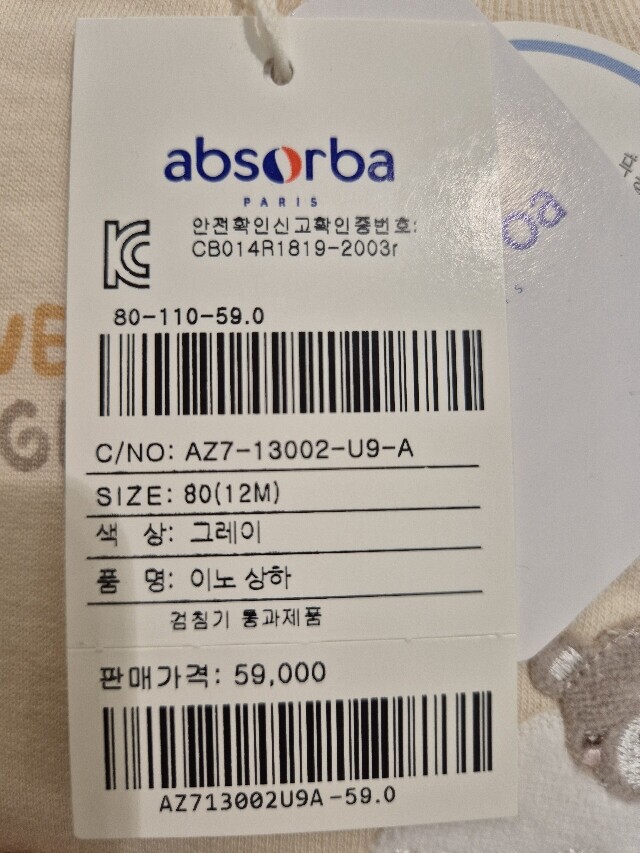 absorba
PARIS
안전확인신고확인증번호:
CB014R1819-2003r
80-110-59.0
C/NO: AZ7-13002-U9-A
SIZE: 80(12M)
색 상: 그레이
품 명: 이노 상하
검침기 통과제품
판매가격: 59,000
AZ713002U9A-59.0